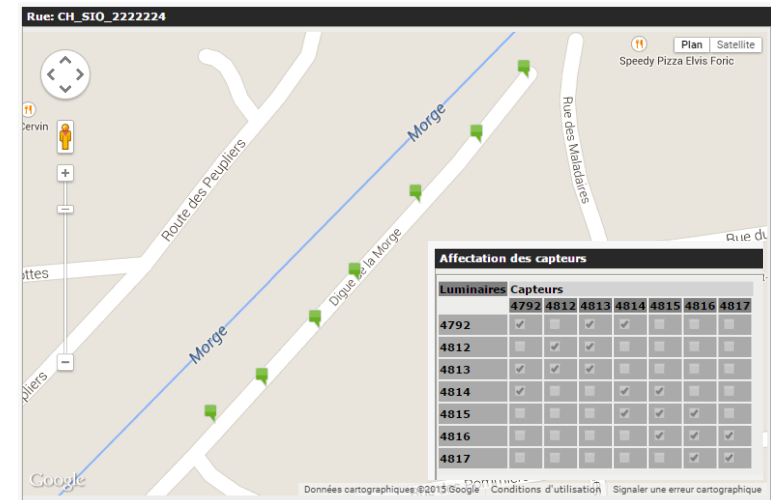 Rue: CH_SIO_2222224
Plan Satellite
Speedy Pizza Elvis Foric
Cervin
Morge
Rue des Maladaires
Route des Peupliers
Digue de la Morge
Rue du
Affectation des capteurs
Luminaires Capteurs
4792 4812 4813 4814 4815 4816 4817
4792
4812
4813
4814
4815
4816
4817
Morge
Google
Données cartographiques ©2015 Google Conditions d'utilisation Signaler une erreur cartographique